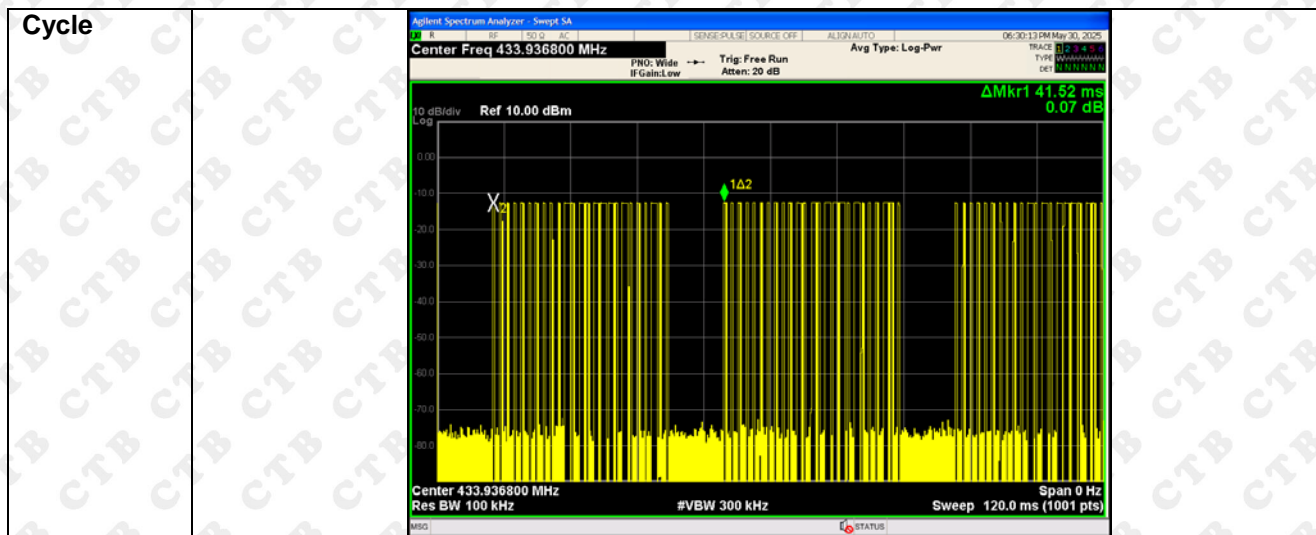 Cycle
Agilent Spectrum Analyzer - Swept SA
R RF 50 Ω AC SENSE:PULSE SOURCE OFF ALIGN AUTO 06:30:13 PM May 30, 2025
Center Freq 433.936800 MHz
Avg Type: Log-Pwr
TRACE 1 2 3 4 5 6
PNO: Wide
Trig: Free Run
TYPE W
IFGain:Low
Atten: 20 dB
DET N N N N N N
ΔMkr1 41.52 ms
0.07 dB
10 dB/div
Ref 10.00 dBm
Log
0.00
-10.0
1Δ2
X2
-20.0
-30.0
-40.0
-60.0
-70.0
-80.0
Center 433.936800 MHz
Span 0 Hz
Res BW 100 kHz
#VBW 300 kHz
Sweep 120.0 ms (1001 pts)
MSG
STATUS
CTB